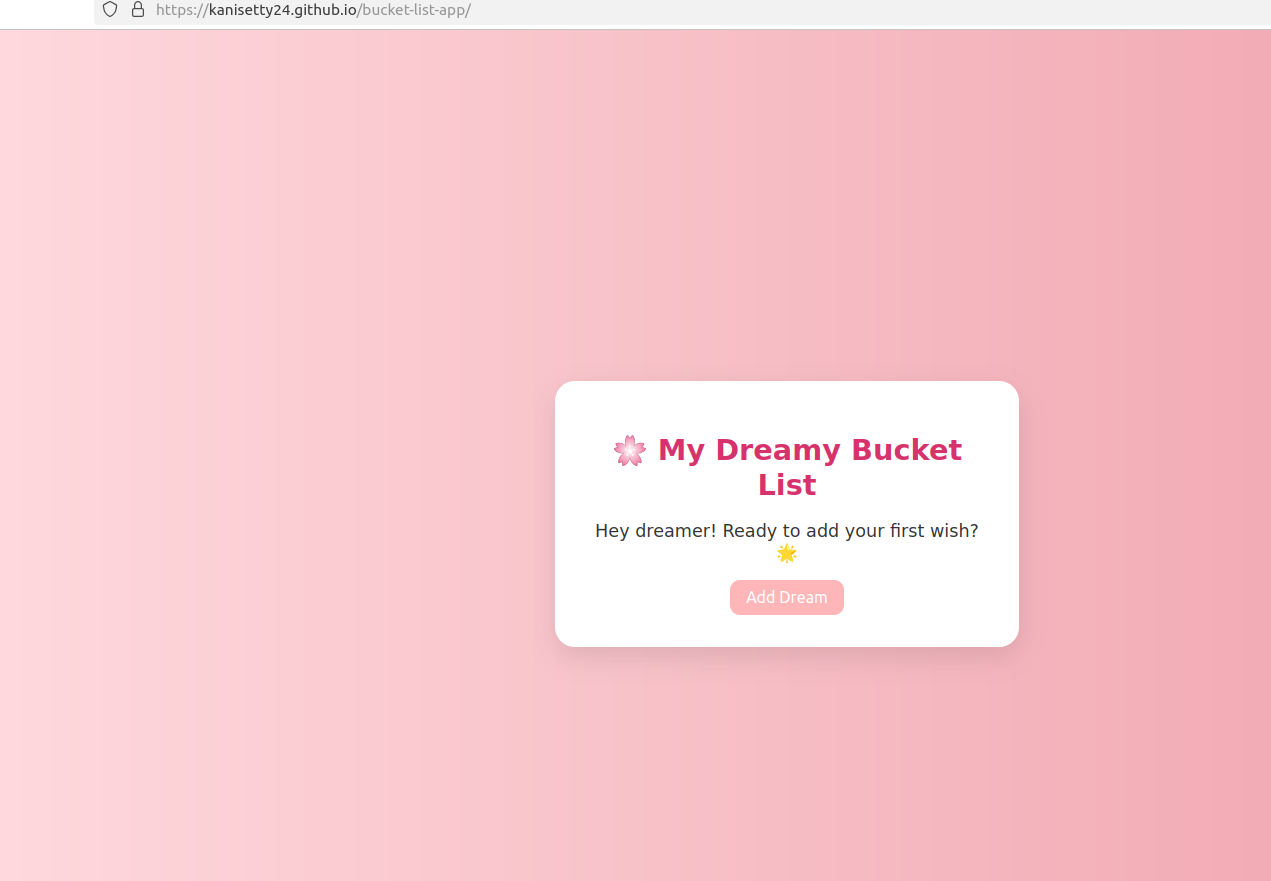 https://kanisetty24.github.io/bucket-list-app/
🌸 My Dreamy Bucket
List
Hey dreamer! Ready to add your first wish?
🌟
Add Dream